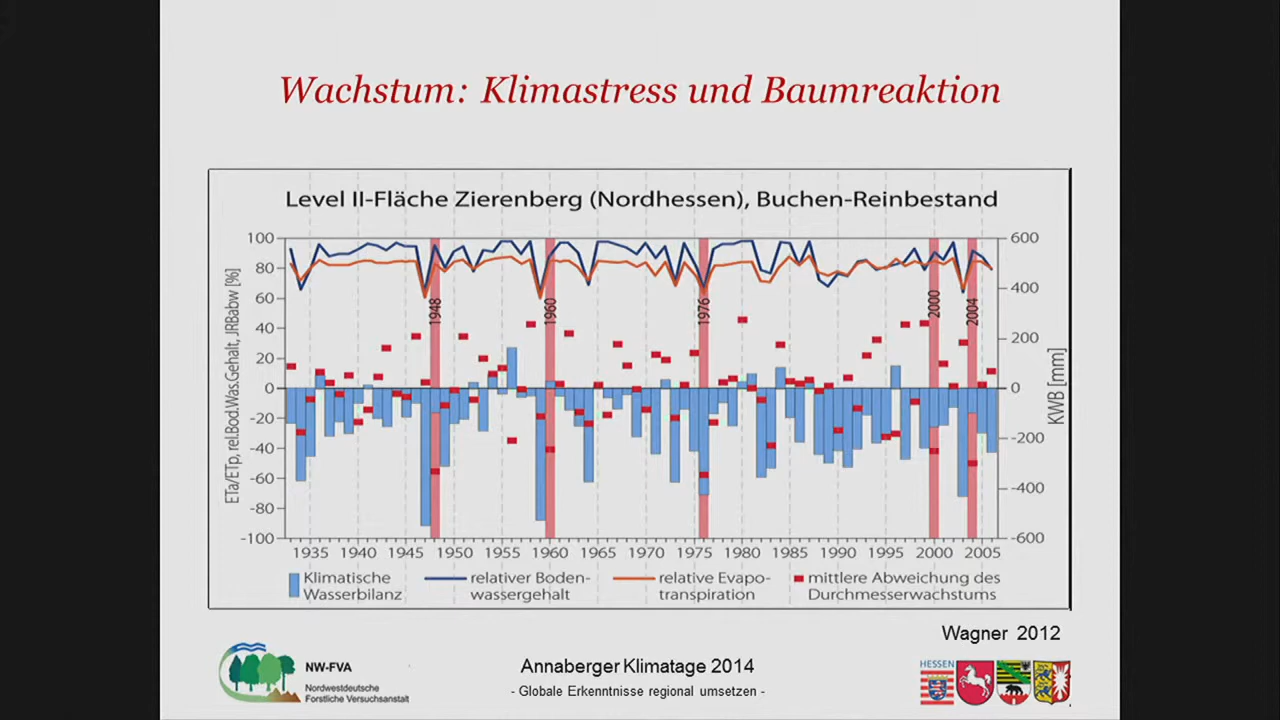 Wachstum: Klimastress und Baumreaktion
Level II-Fläche Zierenberg (Nordhessen), Buchen-Reinbestand
100
80
60
40
20
0
-20
-40
-60
-80
-100
ETa/ETp, rel.Bod.Was.Gehalt, JRBabw [%]
600
400
200
0
-200
-400
-600
KWB [mm]
1948
1960
1976
2000
2004
1935 1940 1945 1950 1955 1960 1965 1970 1975 1980 1985 1990 1995 2000 2005
Klimatische
Wasserbilanz
relativer Boden-
wassergehalt
relative Evapo-
transpiration
mittlere Abweichung des
Durchmesserwachstums
Wagner 2012
NW-FVA
Nordwestdeutsche
Forstliche Versuchsanstalt
Annaberger Klimatage 2014
- Globale Erkenntnisse regional umsetzen -
HESSEN